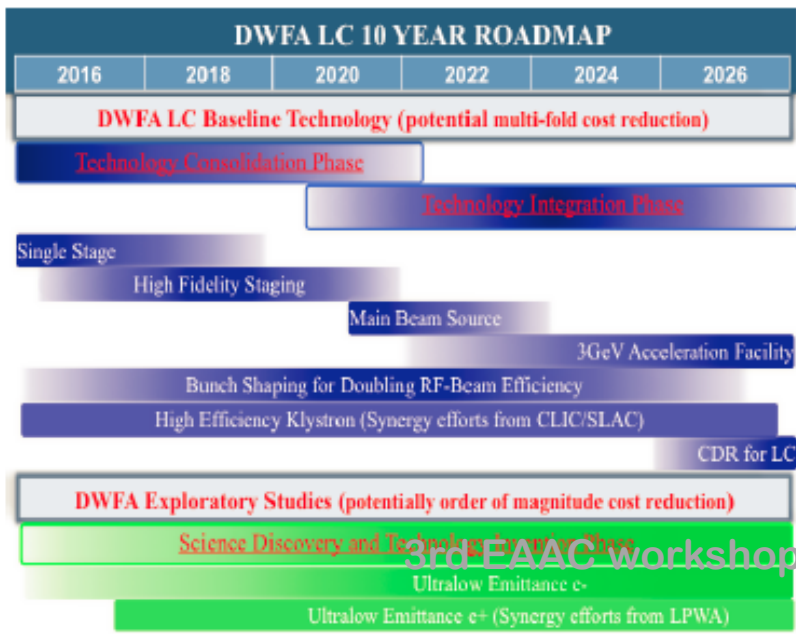 DWFA LC 10 YEAR ROADMAP
2016 2018 2020 2022 2024 2026
DWFA LC Baseline Technology (potential multi-fold cost reduction)
Technology Consolidation Phase
Technology Integration Phase
Single Stage
High Fidelity Staging
Main Beam Source
3GeV Acceleration Facility
Bunch Shaping for Doubling RF-Beam Efficiency
High Efficiency Klystron (Synergy efforts from CLIC/SLAC)
CDR for LC
DWFA Exploratory Studies (potentially order of magnitude cost reduction)
Science Discovery and Technology Invention Phase
3rd EAAC workshop
Ultralow Emittance e-
Ultralow Emittance e+ (Synergy efforts from LPWA)